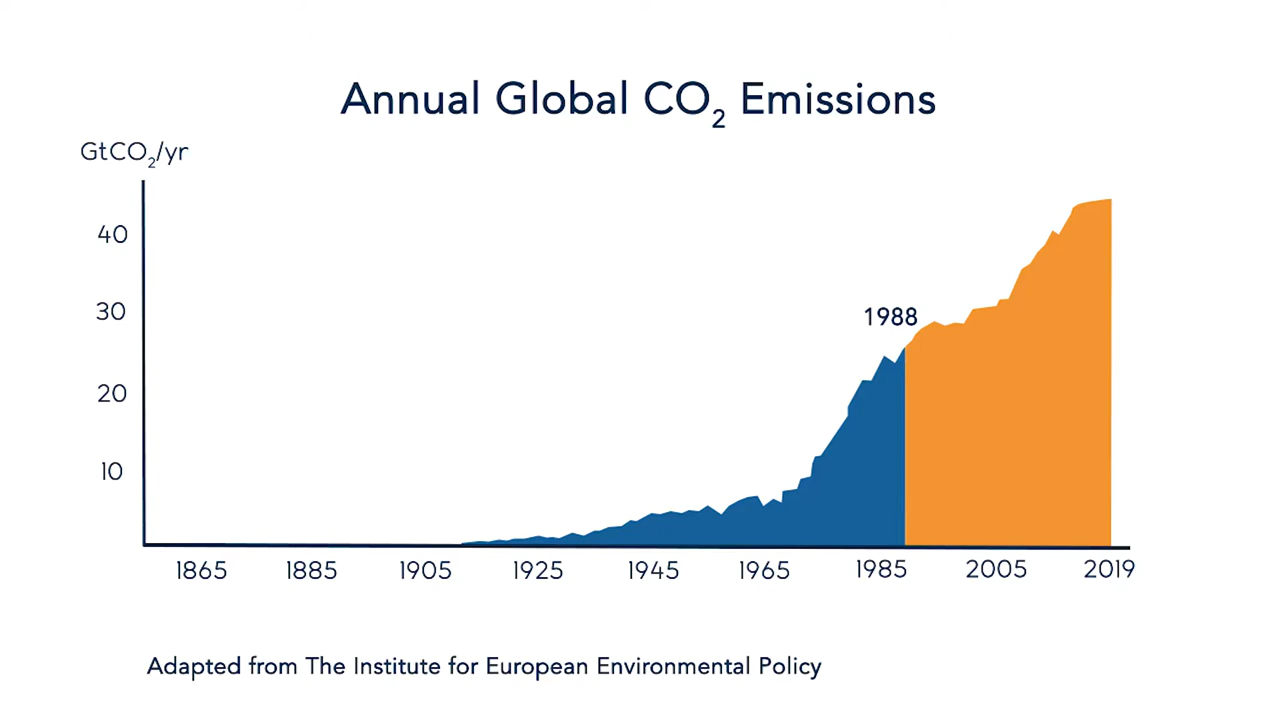 Annual Global CO₂ Emissions
GtCO₂/yr
40
30
20
10
1988
1865 1885 1905 1925 1945 1965 1985 2005 2019
Adapted from The Institute for European Environmental Policy